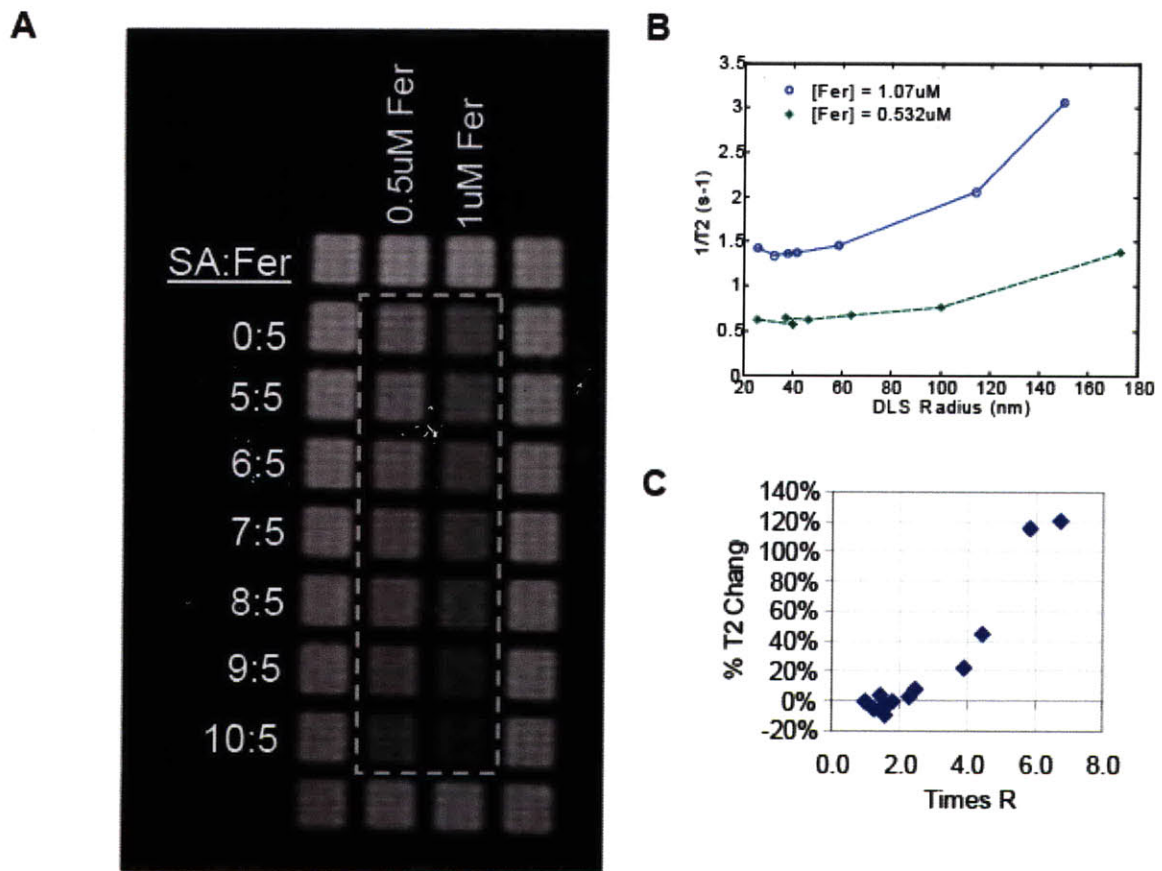 A
0.5uM Fer
1uM Fer
SA:Fer
0:5
5:5
6:5
7:5
8:5
9:5
10:5
B
3.5
3
2.5
2
1.5
1
0.5
0
1/T2 (s-1)
[Fer] = 1.07uM
[Fer] = 0.532uM
20 40 60 80 100 120 140 160 180
DLS Radius (nm)
C
140%
120%
100%
80%
60%
40%
20%
0%
-20%
% T2 Chang
0.0 2.0 4.0 6.0 8.0
Times R